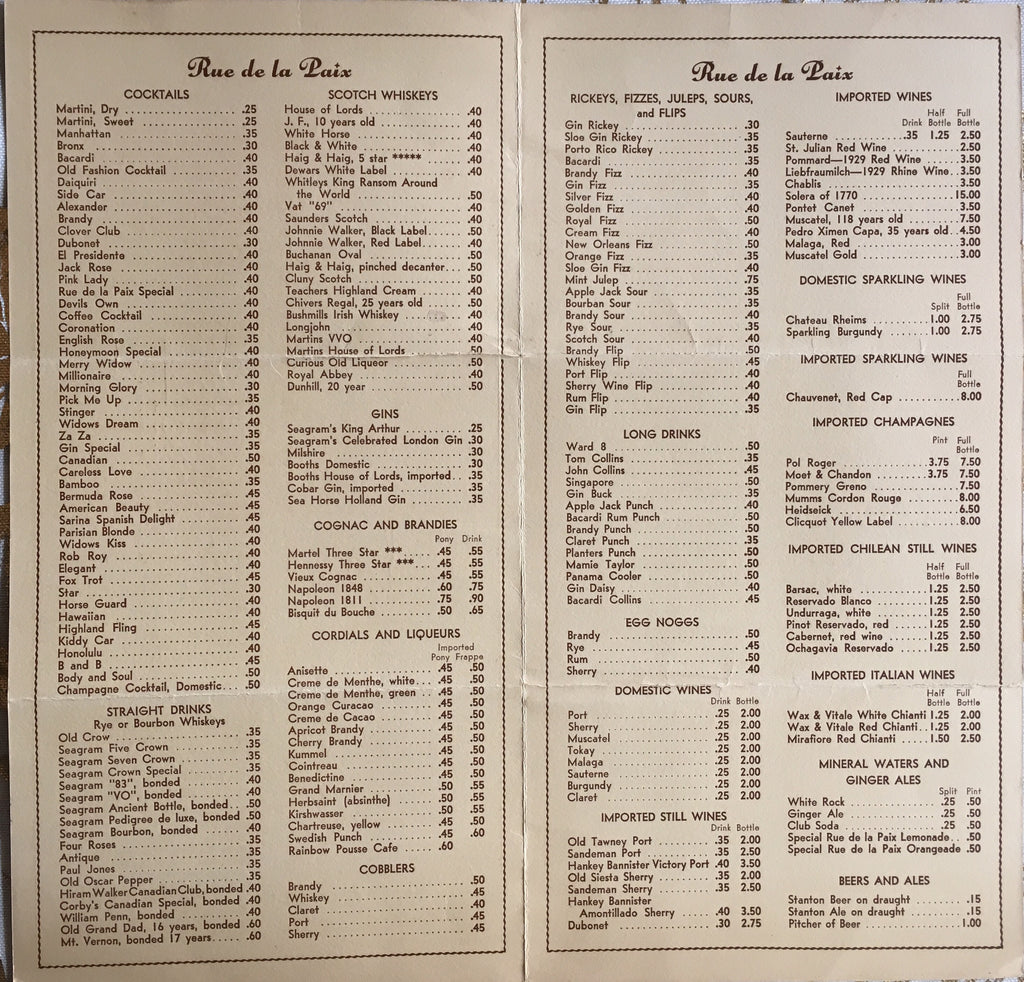 Rue de la Paix
COCKTAILS
Martini, Dry .25
Martini, Sweet .25
Manhattan .35
Bronx .30
Bacardi .40
Old Fashion Cocktail .35
Daiquiri .40
Side Car .40
Alexander .40
Brandy .40
Clover Club .40
Dubonet .30
El Presidente .40
Jack Rose .40
Pink Lady .40
Rue de la Paix Special .40
Devils Own .40
Coffee Cocktail .40
Coronation .40
English Rose .35
Honeymoon Special .40
Merry Widow .40
Millionaire .40
Morning Glory .30
Pick Me Up .35
Stinger .40
Widows Dream .40
Za Za .35
Gin Special .35
Canadian .50
Careless Love .40
Bamboo .35
Bermuda Rose .45
American Beauty .45
Sarina Spanish Delight .45
Parisian Blonde .40
Widows Kiss .40
Rob Roy .40
Elegant .40
Fox Trot .45
Star .30
Horse Guard .40
Hawaiian .40
Highland Fling .45
Kiddy Car .40
Honolulu .40
B and B .45
Body and Soul .50
Champagne Cocktail, Domestic .50
STRAIGHT DRINKS
Rye or Bourbon Whiskeys
Old Crow .35
Seagram Five Crown .35
Seagram Seven Crown .35
Seagram Crown Special .35
Seagram "83", bonded .40
Seagram "VO", bonded .40
Seagram Ancient Bottle, bonded .50
Seagram Pedigree de luxe, bonded .50
Seagram Bourbon, bonded .40
Four Roses .35
Antique .35
Paul Jones .35
Old Oscar Pepper .35
Hiram Walker Canadian Club, bonded .40
Corby's Canadian Special, bonded .40
William Penn, bonded .40
Old Grand Dad, 16 years, bonded .60
Mt. Vernon, bonded 17 years .60
SCOTCH WHISKEYS
House of Lords .40
J. F., 10 years old .40
White Horse .40
Black & White .40
Haig & Haig, 5 star ***** .40
Dewars White Label .40
Whitleys King Ransom Around
the World .50
Vat "69" .40
Saunders Scotch .40
Johnnie Walker, Black Label .50
Johnnie Walker, Red Label .40
Buchanan Oval .50
Haig & Haig, pinched decanter .50
Cluny Scotch .50
Teachers Highland Cream .40
Chivers Regal, 25 years old .50
Bushmills Irish Whiskey .40
Longjohn .40
Martins VVO .40
Martins House of Lords .50
Curious Old Liqueur .50
Royal Abbey .40
Dunhill, 20 year .50
GINS
Seagram's King Arthur .25
Seagram's Celebrated London Gin .30
Milshire .30
Booths Domestic .30
Booths House of Lords, imported .35
Cobar Gin, imported .35
Sea Horse Holland Gin .35
COGNAC AND BRANDIES
Pony Drink
Martel Three Star *** .45 .55
Hennessy Three Star *** .45 .55
Vieux Cognac .45 .55
Napoleon 1848 .60 .75
Napoleon 1811 .75 .90
Bisquit du Bouche .50 .65
CORDIALS AND LIQUEURS
Imported
Pony Frappe
Anisette .45 .50
Creme de Menthe, white .45 .50
Creme de Menthe, green .45 .50
Orange Curacao .45 .50
Creme de Cacao .45 .50
Apricot Brandy .45 .50
Cherry Brandy .45 .50
Kummel .45 .50
Cointreau .45 .50
Benedictine .45 .50
Grand Marnier .50 .55
Herbsaint (absinthe) .50 .55
Kirshwasser .50 .55
Chartreuse, yellow .45 .50
Swedish Punch .45 .60
Rainbow Pousse Cafe .60
COBBLERS
Brandy .50
Whiskey .45
Claret .40
Port .45
Sherry .45
Rue de la Paix
RICKEYS, FIZZES, JULEPS, SOURS,
and FLIPS
Gin Rickey .30
Sloe Gin Rickey .35
Porto Rico Rickey .35
Bacardi .35
Brandy Fizz .40
Gin Fizz .35
Silver Fizz .40
Golden Fizz .40
Royal Fizz .50
Cream Fizz .40
New Orleans Fizz .50
Orange Fizz .35
Sloe Gin Fizz .40
Mint Julep .75
Apple Jack Sour .35
Bourban Sour .35
Brandy Sour .40
Rye Sour .35
Scotch Sour .40
Brandy Flip .50
Whiskey Flip .45
Port Flip .40
Sherry Wine Flip .40
Rum Flip .40
Gin Flip .35
LONG DRINKS
Ward 8 .50
Tom Collins .35
John Collins .45
Singapore .50
Gin Buck .35
Apple Jack Punch .40
Bacardi Rum Punch .50
Brandy Punch .50
Claret Punch .35
Planters Punch .50
Mamie Taylor .50
Panama Cooler .50
Gin Daisy .40
Bacardi Collins .45
EGG NOGGS
Brandy .50
Rye .45
Rum .50
Sherry .40
DOMESTIC WINES
Drink Bottle
Port .25 2.00
Sherry .25 2.00
Muscatel .25 2.00
Tokay .25 2.00
Malaga .25 2.00
Sauterne .25 2.00
Burgundy .25 2.00
Claret .25 2.00
IMPORTED STILL WINES
Drink Bottle
Old Tawney Port .35 2.00
Sandeman Port .35 2.50
Hankey Bannister Victory Port .40 3.50
Old Siesta Sherry .35 2.00
Sandeman Sherry .35 2.50
Hankey Bannister
Amontillado Sherry .40 3.50
Dubonet .30 2.75
IMPORTED WINES
Half Full
Drink Bottle Bottle
Sauterne .35 1.25 2.50
St. Julian Red Wine 2.50
Pommard—1929 Red Wine 3.50
Liebfraumilch—1929 Rhine Wine 3.50
Chablis 3.50
Solera of 1770 15.00
Pontet Canet 3.50
Muscatel, 118 years old 7.50
Pedro Ximen Capa, 35 years old 4.50
Malaga, Red 3.00
Muscatel Gold 3.00
DOMESTIC SPARKLING WINES
Full
Split Bottle
Chateau Rheims 1.00 2.75
Sparkling Burgundy 1.00 2.75
IMPORTED SPARKLING WINES
Full
Bottle
Chauvenet, Red Cap 8.00
IMPORTED CHAMPAGNES
Pint Full
Bottle
Pol Roger 3.75 7.50
Moet & Chandon 3.75 7.50
Pommery Greno 7.50
Mumms Cordon Rouge 8.00
Heidseick 6.50
Clicquot Yellow Label 8.00
IMPORTED CHILEAN STILL WINES
Half Full
Bottle Bottle
Barsac, white 1.25 2.50
Reservado Blanco 1.25 2.50
Undurraga, white 1.25 2.50
Pinot Reservado, red 1.25 2.50
Cabernet, red wine 1.25 2.50
Ochagavia Reservado 1.25 2.50
IMPORTED ITALIAN WINES
Half Full
Bottle Bottle
Wax & Vitale White Chianti 1.25 2.00
Wax & Vitale Red Chianti 1.25 2.00
Mirafiore Red Chianti 1.50 2.50
MINERAL WATERS AND
GINGER ALES
Split Pint
White Rock .25 .50
Ginger Ale .25 .50
Club Soda .25 .50
Special Rue de la Paix Lemonade .50
Special Rue de la Paix Orangeade .50
BEERS AND ALES
Stanton Beer on draught .15
Stanton Ale on draught .15
Pitcher of Beer 1.00